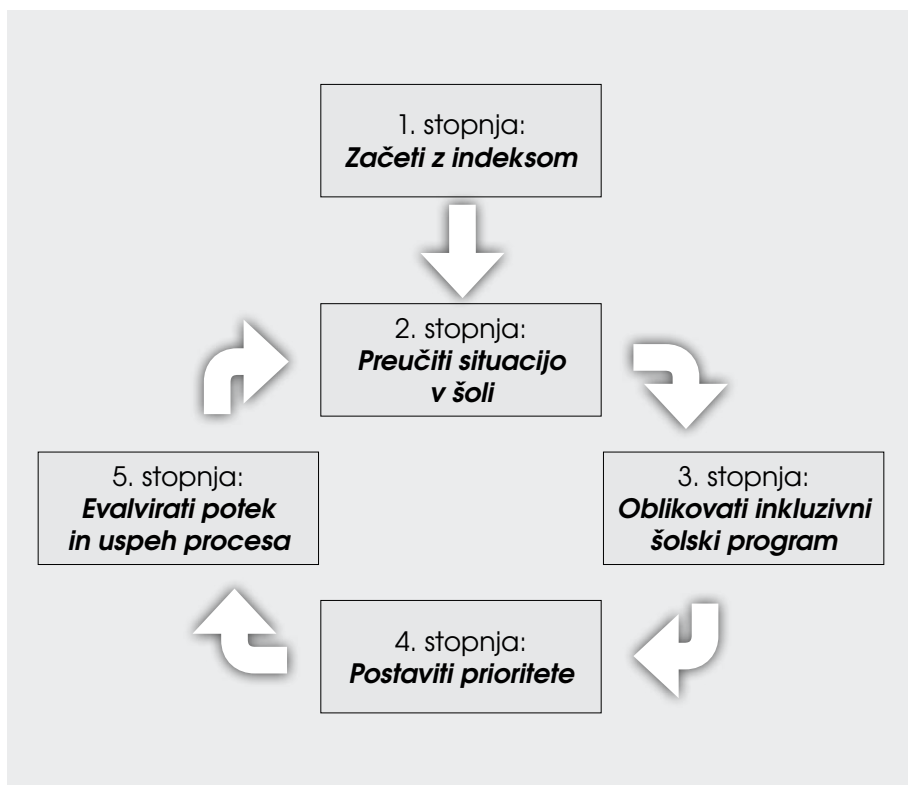 1. stopnja:
Začeti z indeksom
2. stopnja:
Preučiti situacijo
v šoli
3. stopnja:
Oblikovati inkluzivni
šolski program
4. stopnja:
Postaviti prioritete
5. stopnja:
Evalvirati potek
in uspeh procesa